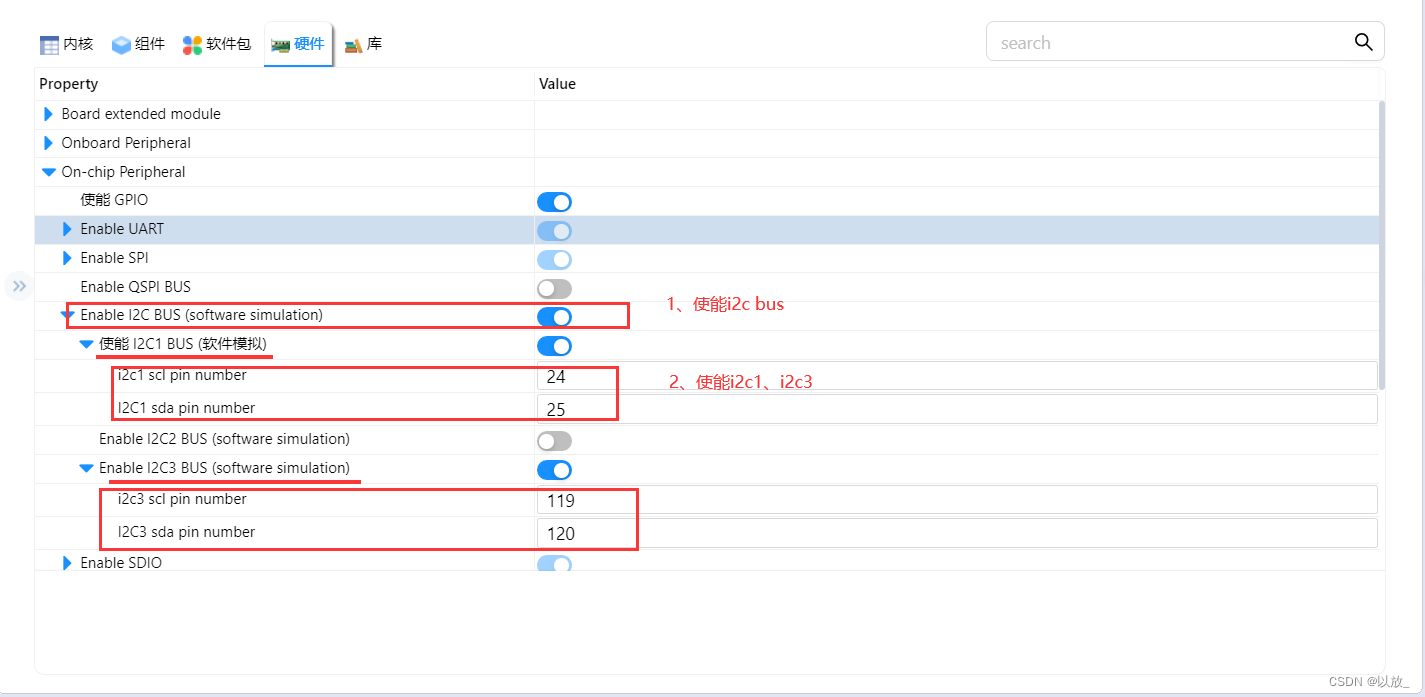 内核 组件 软件包 硬件 库 search
Property Value
Board extended module
Onboard Peripheral
On-chip Peripheral
使能 GPIO
Enable UART
Enable SPI
Enable QSPI BUS
Enable I2C BUS (software simulation)
1、使能i2c bus
使能 I2C1 BUS (软件模拟)
i2c1 scl pin number 24
2、使能i2c1、i2c3
I2C1 sda pin number 25
Enable I2C2 BUS (software simulation)
Enable I2C3 BUS (software simulation)
i2c3 scl pin number 119
I2C3 sda pin number 120
Enable SDIO
CSDN @以放_